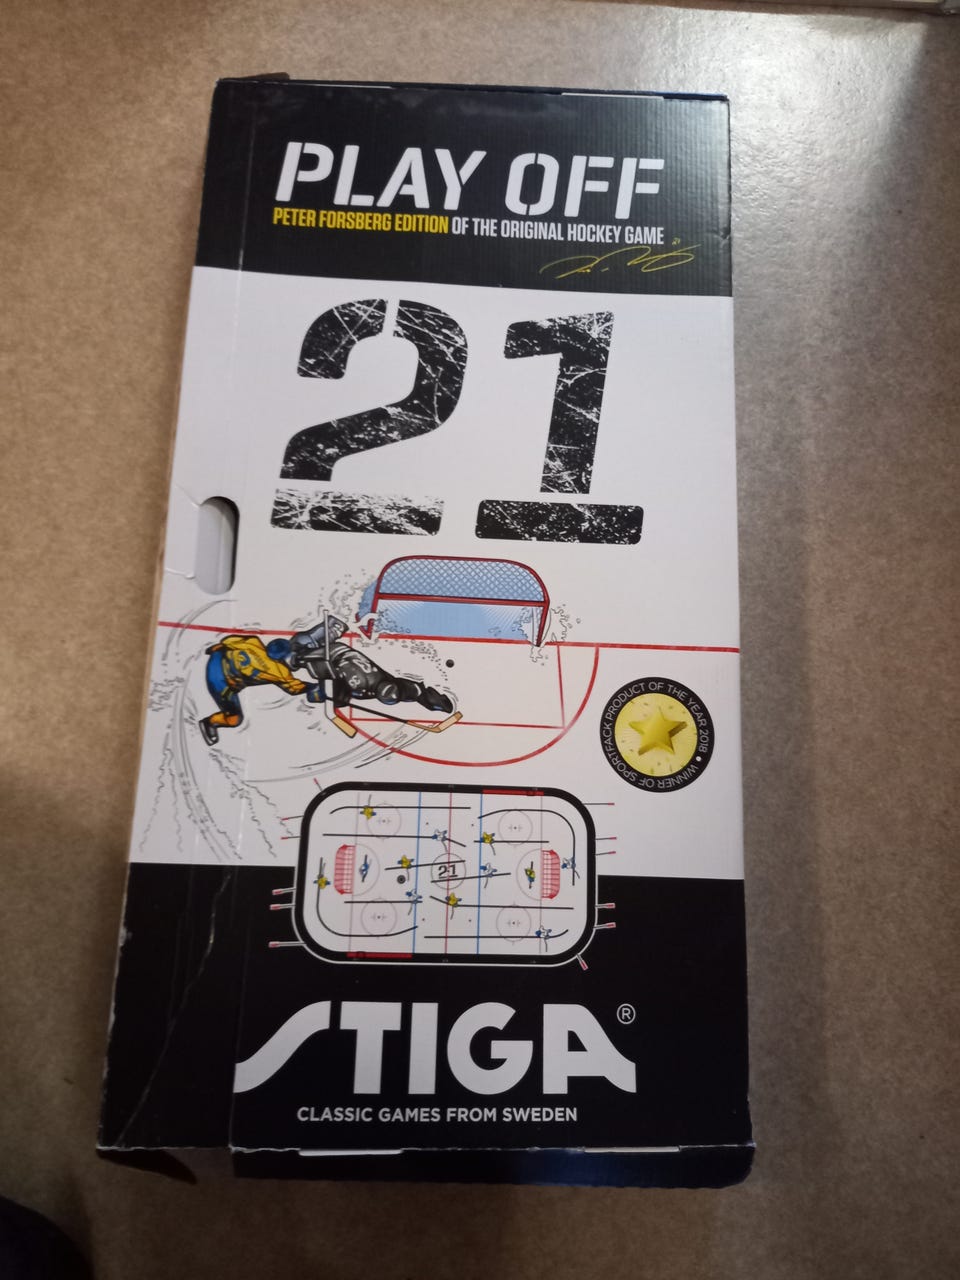 PLAY OFF
PETER FORSBERG EDITION OF THE ORIGINAL HOCKEY GAME
21
21
WINNER OF SPORTFACK PRODUCT OF THE YEAR 2018
21
STIGA®
CLASSIC GAMES FROM SWEDEN